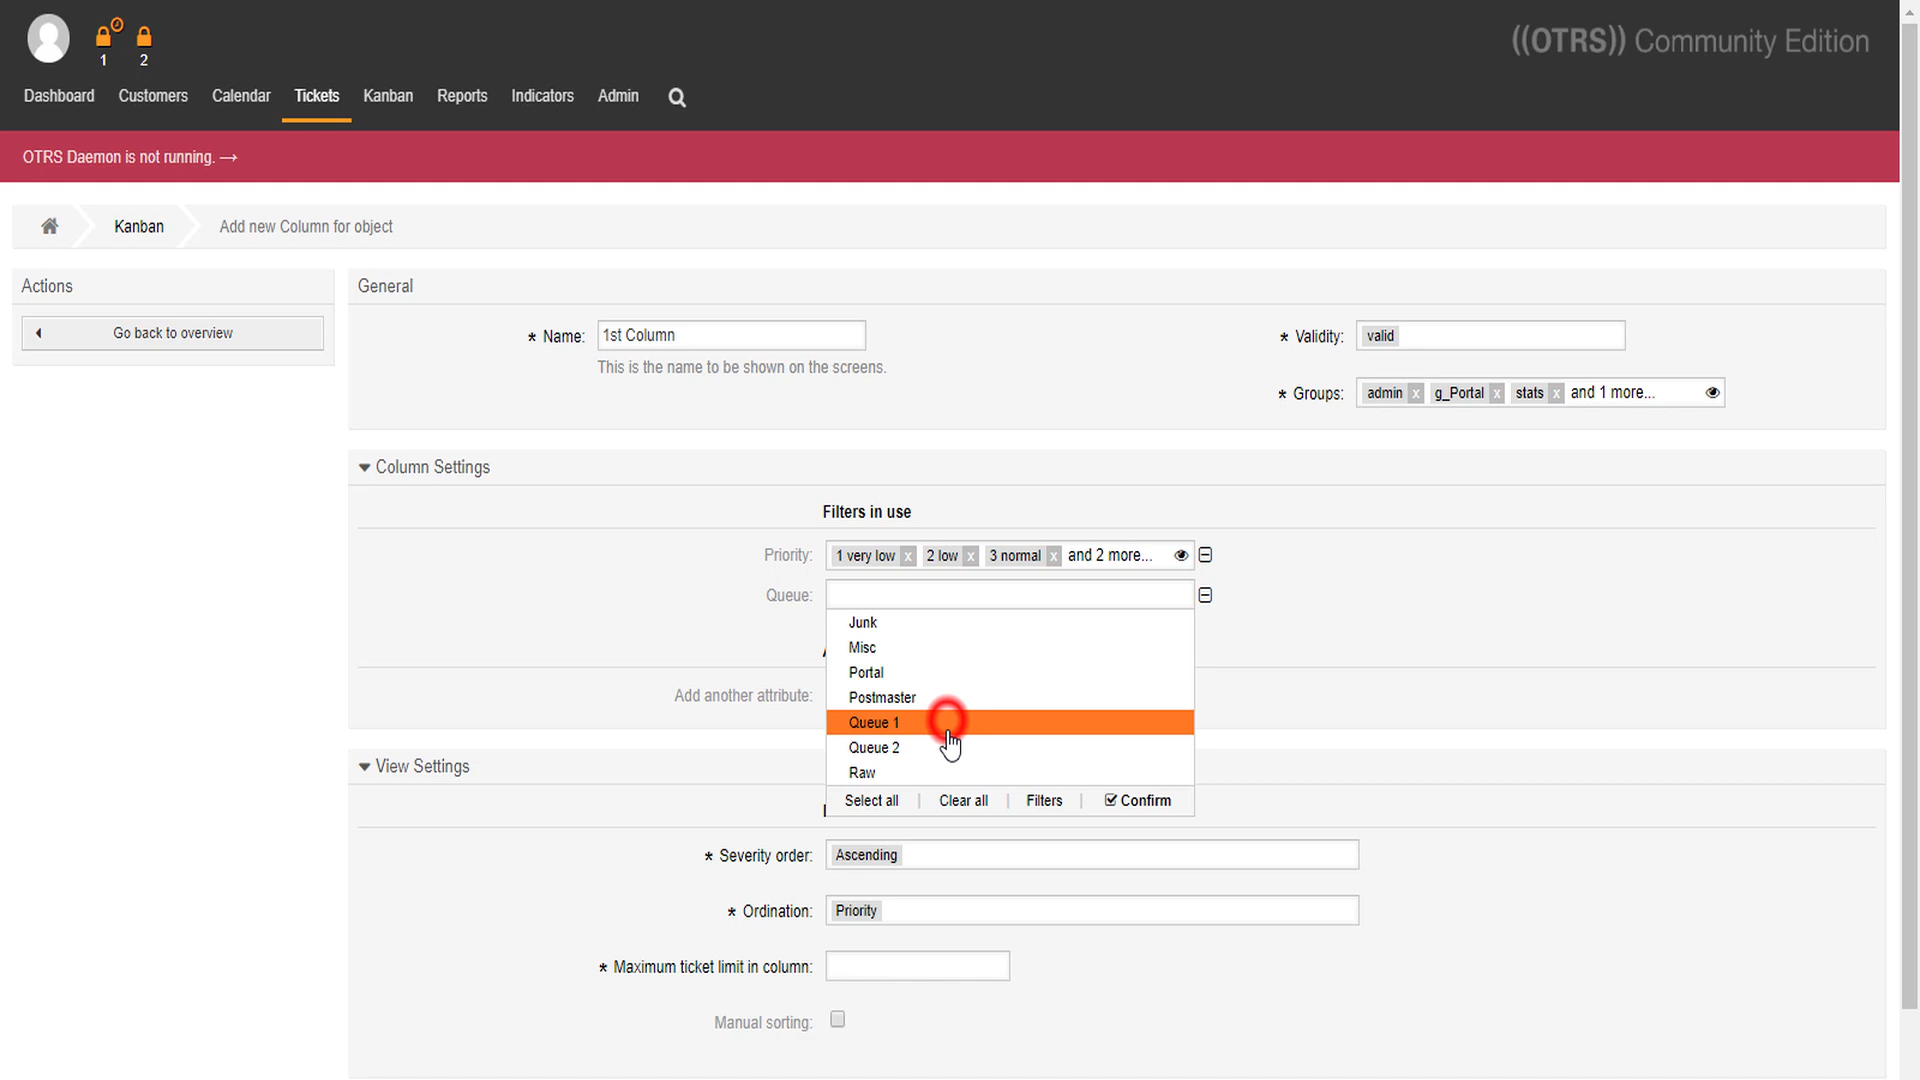 1
2
((OTRS)) Community Edition
Dashboard Customers Calendar Tickets Kanban Reports Indicators Admin
OTRS Daemon is not running. →
Kanban Add new Column for object
Actions
Go back to overview
General
* Name: 1st Column
This is the name to be shown on the screens.
* Validity: valid
* Groups: admin x g_Portal x stats x and 1 more...
Column Settings
Filters in use
Priority: 1 very low x 2 low x 3 normal x and 2 more...
Queue:
Junk
Misc
Portal
Postmaster
Queue 1
Queue 2
Raw
Select all | Clear all | Filters | Confirm
Add another attribute:
View Settings
* Severity order: Ascending
* Ordination: Priority
* Maximum ticket limit in column:
Manual sorting: